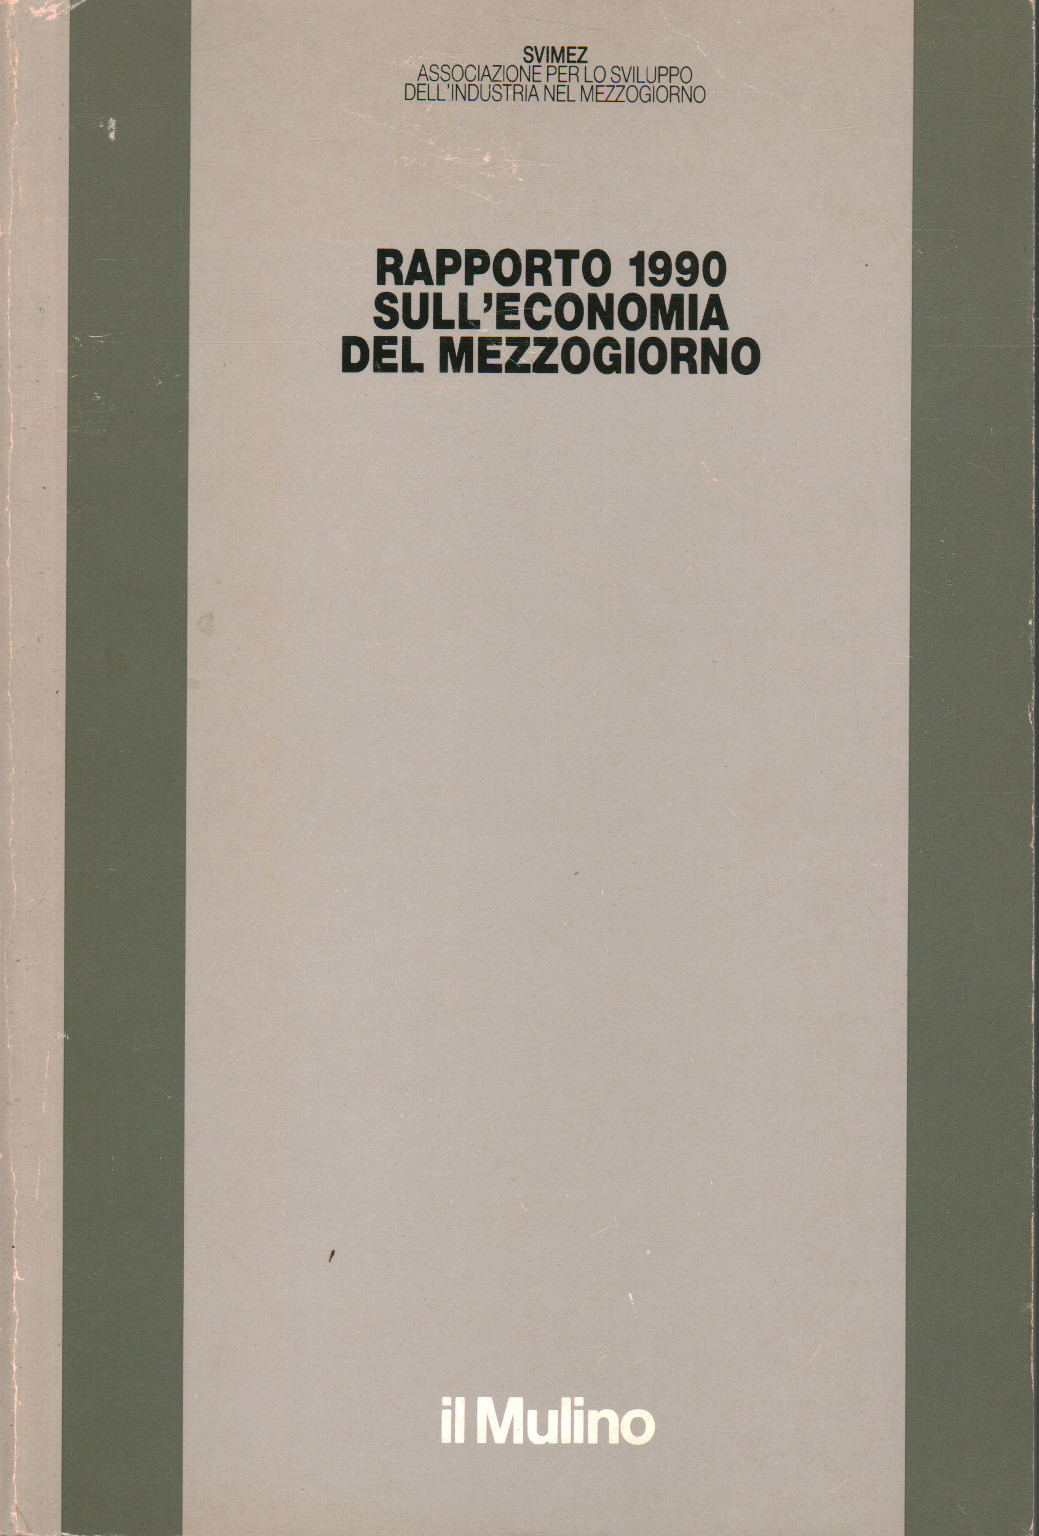 SVIMEZ
ASSOCIAZIONE PER LO SVILUPPO
DELL'INDUSTRIA NEL MEZZOGIORNO
RAPPORTO 1990
SULL'ECONOMIA
DEL MEZZOGIORNO
il Mulino